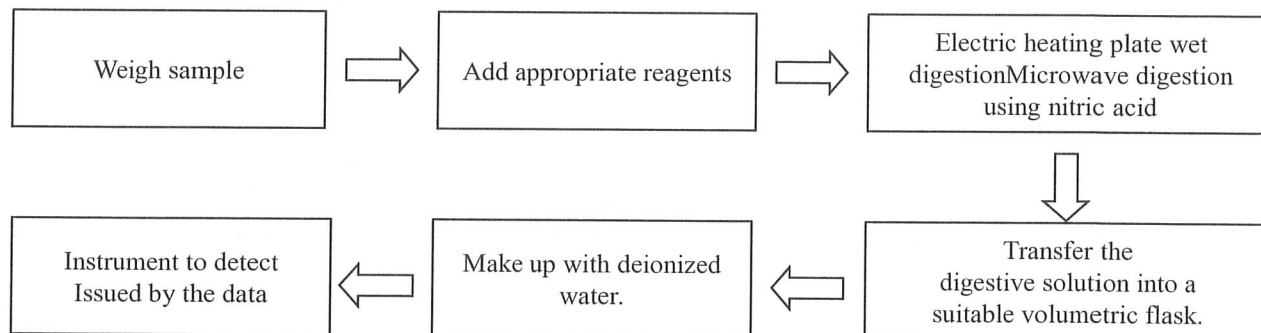 Weigh sample
Add appropriate reagents
Electric heating plate wet
digestionMicrowave digestion
using nitric acid
Transfer the
digestive solution into a
suitable volumetric flask.
Make up with deionized
water.
Instrument to detect
Issued by the data